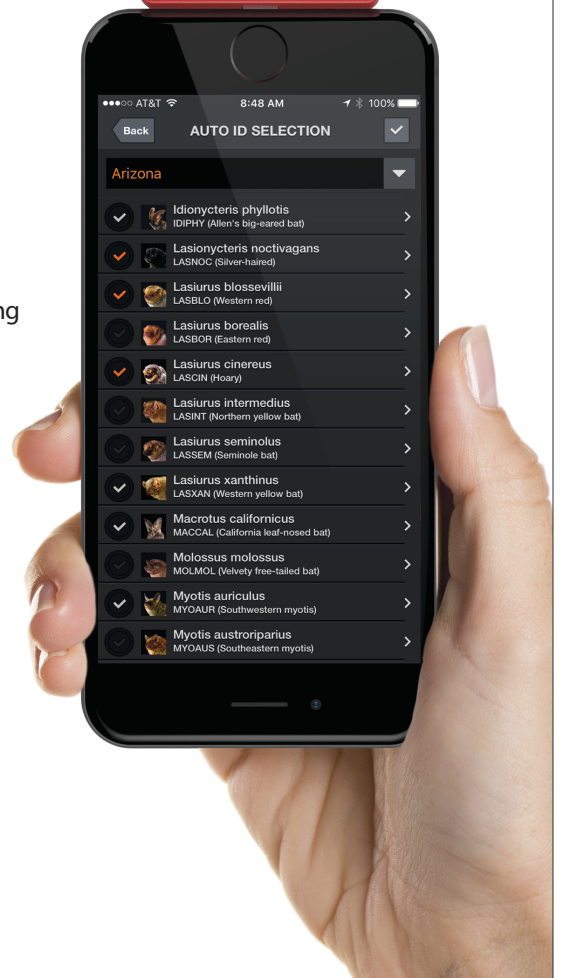 AT&T 8:48 AM 100%
Back AUTO ID SELECTION
Arizona
Idionycteris phyllotis
IDIPHY (Allen's big-eared bat)
Lasionycteris noctivagans
LASNOC (Silver-haired)
Lasiurus blossevillii
LASBLO (Western red)
ng
Lasiurus borealis
LASBOR (Eastern red)
Lasiurus cinereus
LASCIN (Hoary)
Lasiurus intermedius
LASINT (Northern yellow bat)
Lasiurus seminolus
LASSEM (Seminole bat)
Lasiurus xanthinus
LASXAN (Western yellow bat)
Macrotus californicus
MACCAL (California leaf-nosed bat)
Molossus molossus
MOLMOL (Velvety free-tailed bat)
Myotis auriculus
MYOAUR (Southwestern myotis)
Myotis austroriparius
MYOAUS (Southeastern myotis)